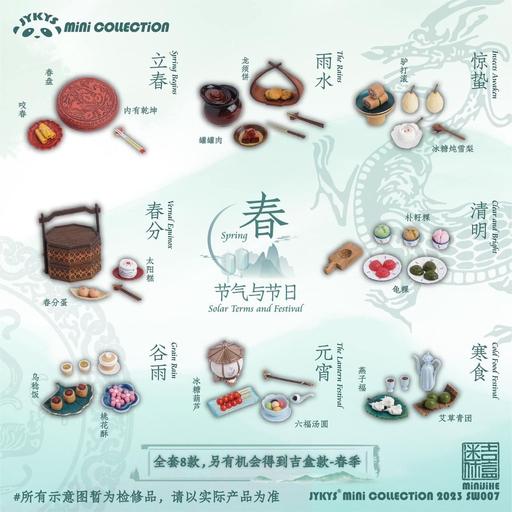 JYKYS MiNi COLLECTION
立春
Spring Begins
春盘
咬春
内有乾坤
雨水
The Rains
龙须饼
罐罐肉
惊蛰
Insects Awaken
驴打滚
冰糖炖雪梨
春分
Vernal Equinox
太阳糕
春分蛋
春
Spring
节气与节日
Solar Terms and Festival
清明
Clear and Bright
朴籽粿
龟粿
谷雨
Grain Rain
乌稔饭
桃花酥
元宵
The Lantern Festival
冰糖葫芦
六福汤圆
寒食
Cold Food Festival
燕子福
艾草青团
全套8款,另有机会得到吉盒款-春季
吉盒
MiNiJiHE
#所有示意图暂为检修品，请以实际产品为准
JYKYS® MiNi COLLECTION 2023 SW007